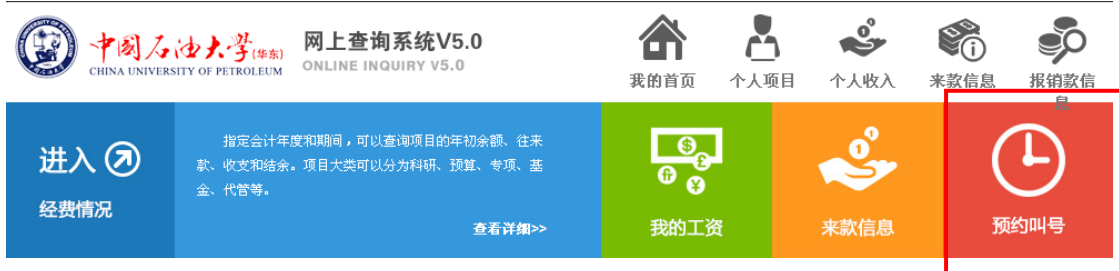 中国石油大学(华东)
CHINA UNIVERSITY OF PETROLEUM
网上查询系统V5.0
ONLINE INQUIRY V5.0
我的首页
个人项目
个人收入
来款信息
报销款信
息
进入
经费情况
指定会计年度和期间，可以查询项目的年初余额、往来
款、收支和结余。项目大类可以分为科研、预算、专项、基
金、代管等。
查看详细>>
我的工资
来款信息
预约叫号